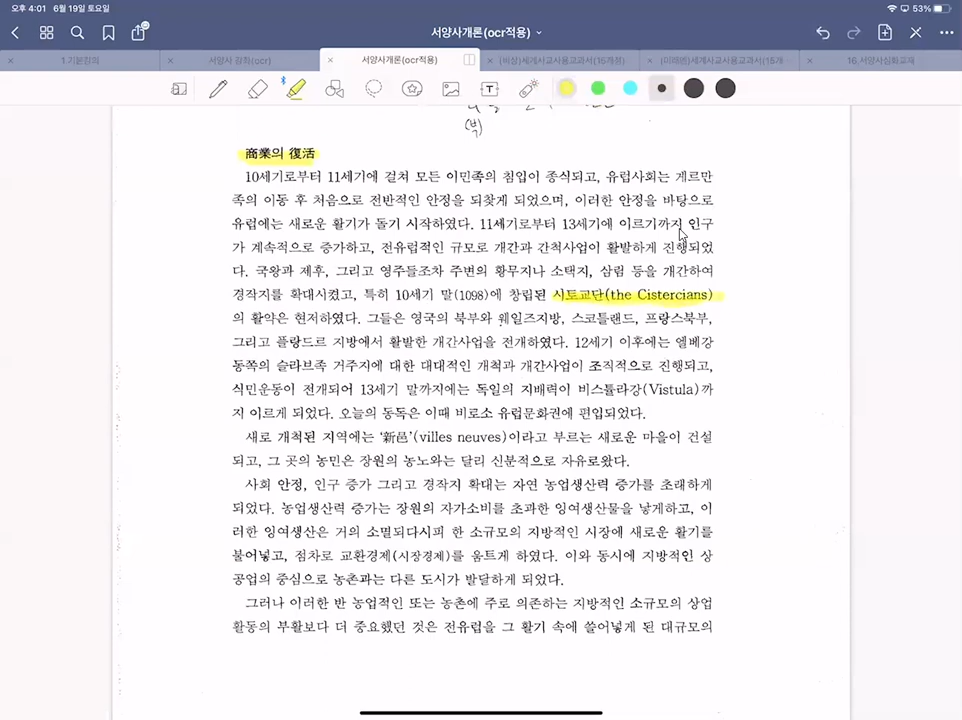 오후 4:01 6월 19일 토요일
53%
서양사개론(ocr적용)
1.기본강의
서양사 강좌(ocr)
서양사개론(ocr적용)
(비상)세계사교사용교과서(15개정)
(미래엔)세계사교사용교과서(15개
16.서양사심화교재
(박)
商業의 復活
10세기로부터 11세기에 걸쳐 모든 이민족의 침입이 종식되고, 유럽사회는 게르만
족의 이동 후 처음으로 전반적인 안정을 되찾게 되었으며, 이러한 안정을 바탕으로
유럽에는 새로운 활기가 돌기 시작하였다. 11세기로부터 13세기에 이르기까지 인구
가 계속적으로 증가하고, 전유럽적인 규모로 개간과 간척사업이 활발하게 진행되었
다. 국왕과 제후, 그리고 영주들조차 주변의 황무지나 소택지, 삼림 등을 개간하여
경작지를 확대시켰고, 특히 10세기 말(1098)에 창립된 시토교단(the Cistercians)
의 활약은 현저하였다. 그들은 영국의 북부와 웨일즈지방, 스코틀랜드, 프랑스북부,
그리고 플랑드르 지방에서 활발한 개간사업을 전개하였다. 12세기 이후에는 엘베강
동쪽의 슬라브족 거주지에 대한 대대적인 개척과 개간사업이 조직적으로 진행되고,
식민운동이 전개되어 13세기 말까지에는 독일의 지배력이 비스튤라강(Vistula)까
지 이르게 되었다. 오늘의 동독은 이때 비로소 유럽문화권에 편입되었다.
새로 개척된 지역에는 ‘新邑’(villes neuves)이라고 부르는 새로운 마을이 건설
되고, 그 곳의 농민은 장원의 농노와는 달리 신분적으로 자유로왔다.
사회 안정, 인구 증가 그리고 경작지 확대는 자연 농업생산력 증가를 초래하게
되었다. 농업생산력 증가는 장원의 자가소비를 초과한 잉여생산물을 낳게하고, 이
러한 잉여생산은 거의 소멸되다시피 한 소규모의 지방적인 시장에 새로운 활기를
불어넣고, 점차로 교환경제(시장경제)를 움트게 하였다. 이와 동시에 지방적인 상
공업의 중심으로 농촌과는 다른 도시가 발달하게 되었다.
그러나 이러한 반 농업적인 또는 농촌에 주로 의존하는 지방적인 소규모의 상업
활동의 부활보다 더 중요했던 것은 전유럽을 그 활기 속에 쓸어넣게 된 대규모의